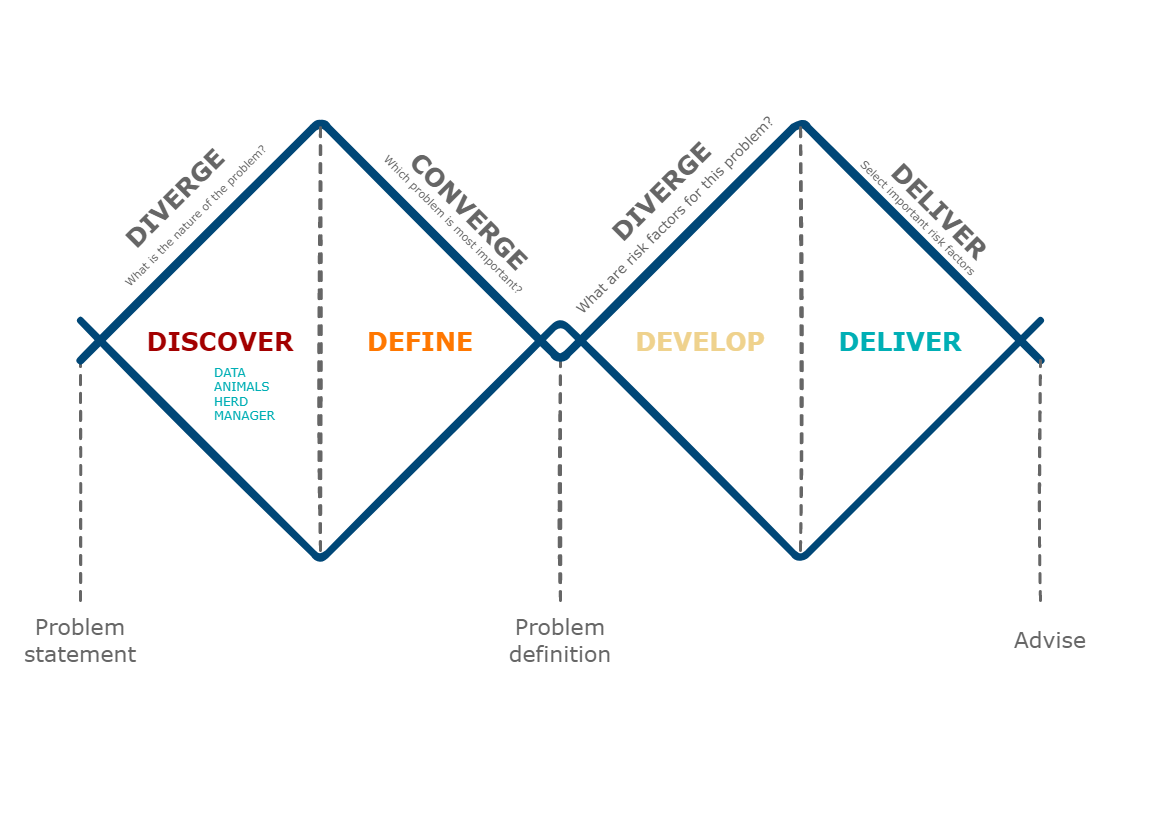 DIVERGE
What is the nature of the problem?
CONVERGE
Which problem is most important?
DIVERGE
What are risk factors for this problem?
DELIVER
Select important risk factors
DISCOVER
DATA
ANIMALS
HERD
MANAGER
DEFINE
DEVELOP
DELIVER
Problem
statement
Problem
definition
Advise